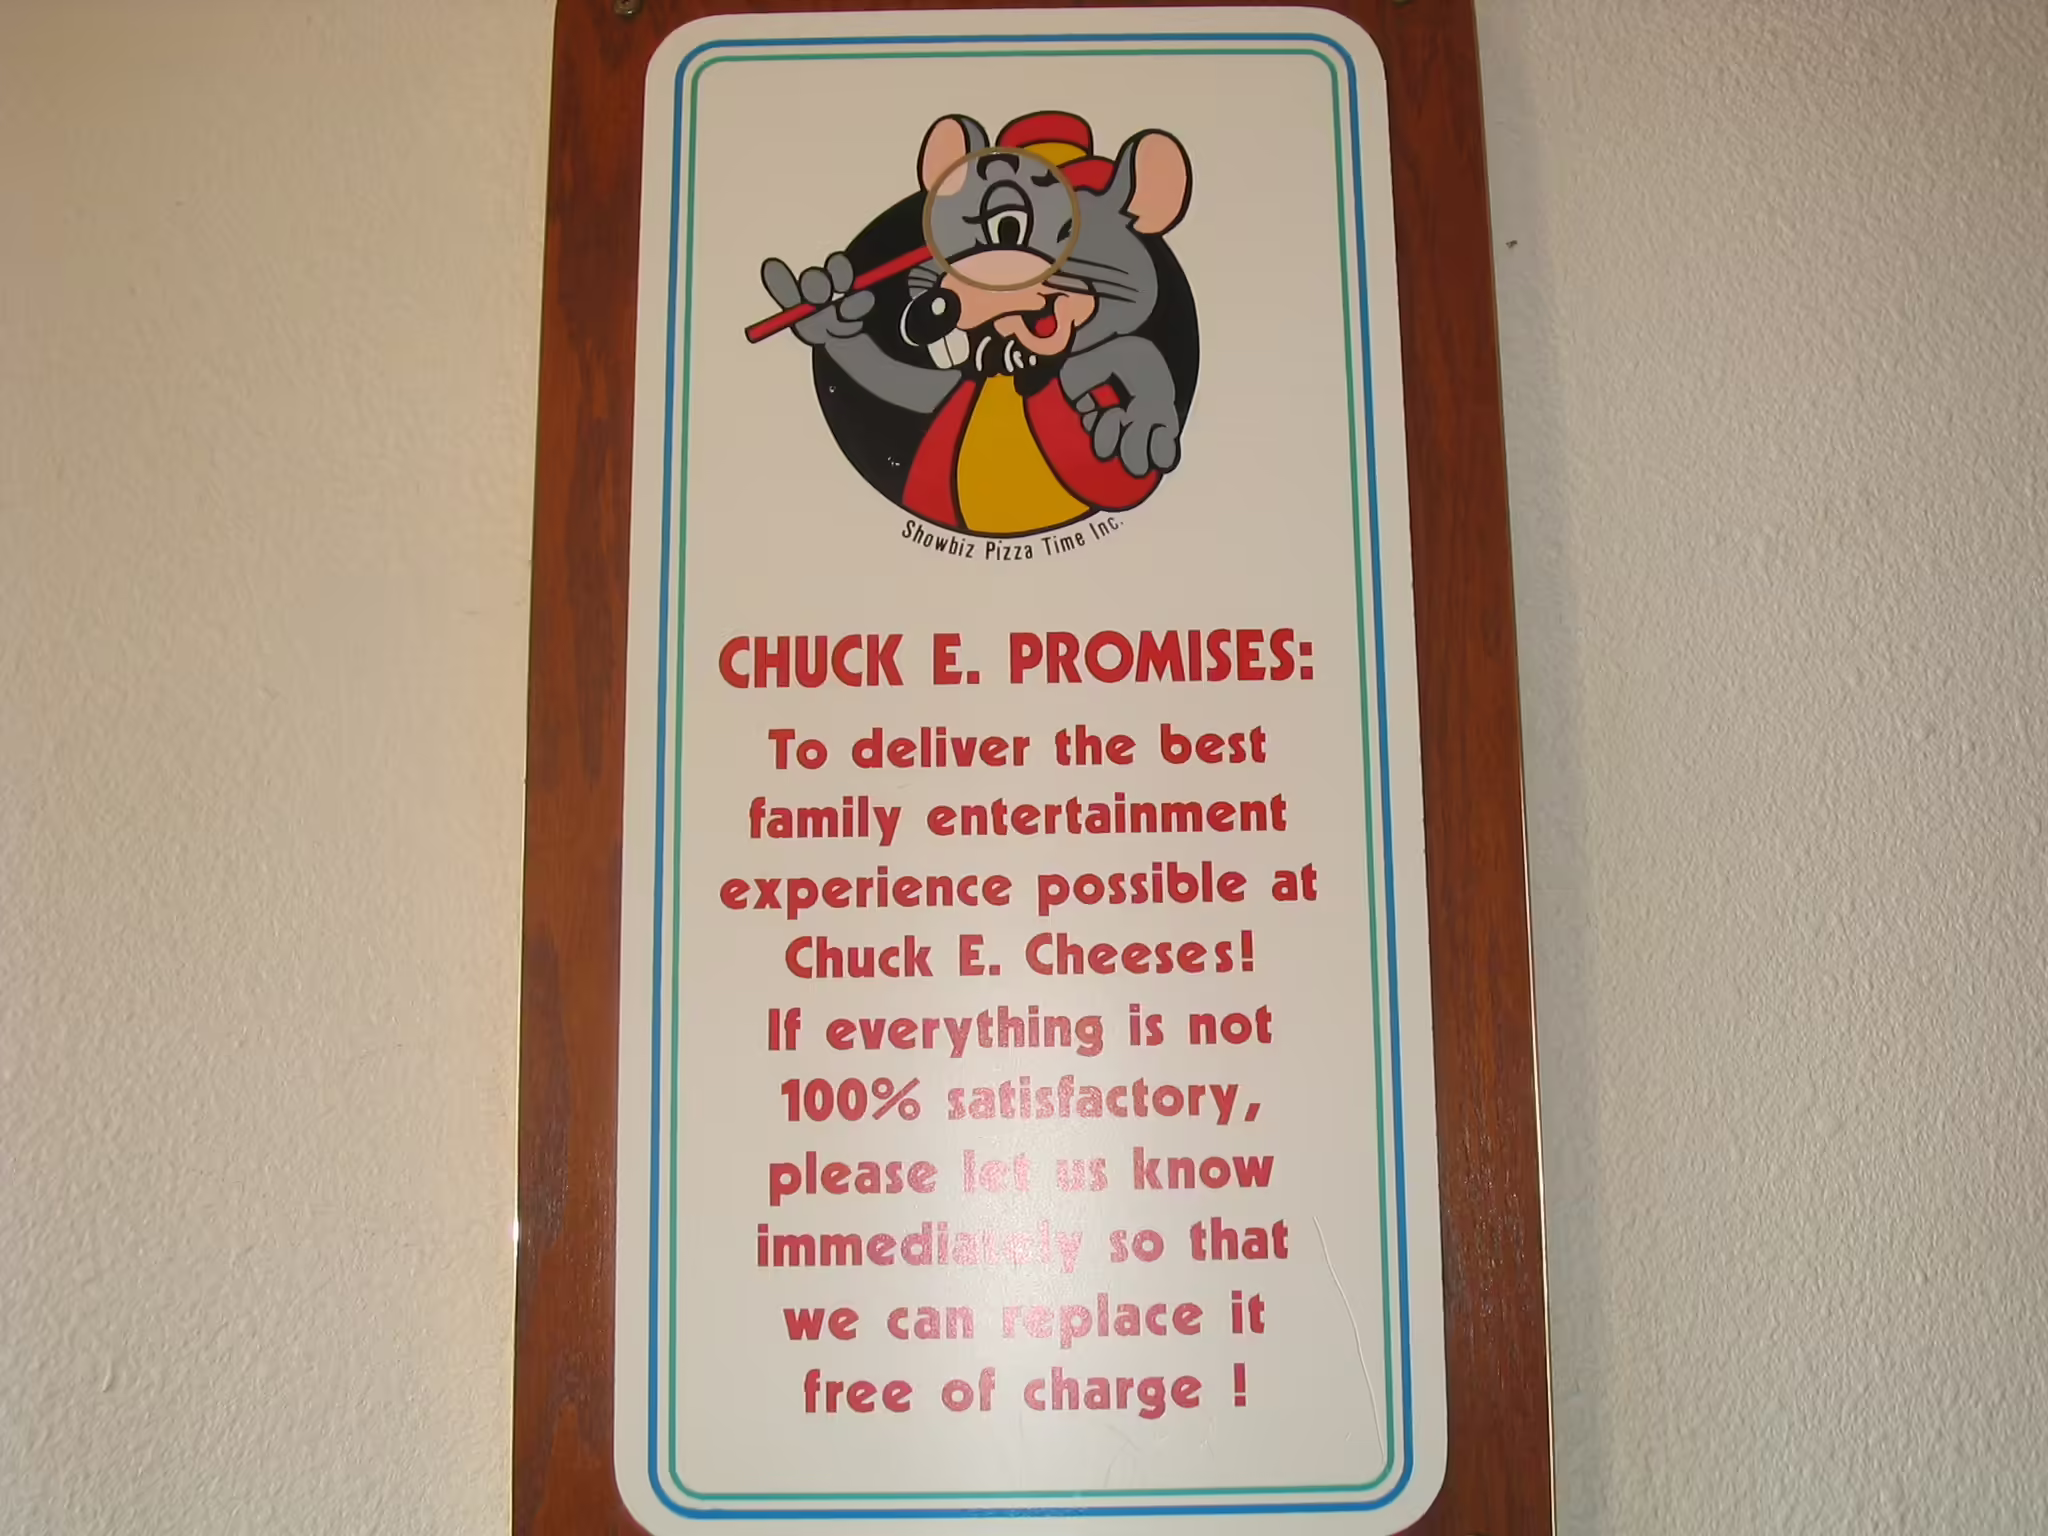 Showbiz Pizza Time Inc.
CHUCK E. PROMISES:
To deliver the best
family entertainment
experience possible at
Chuck E. Cheeses!
If everything is not
100% satisfactory,
please let us know
immediately so that
we can replace it
free of charge !